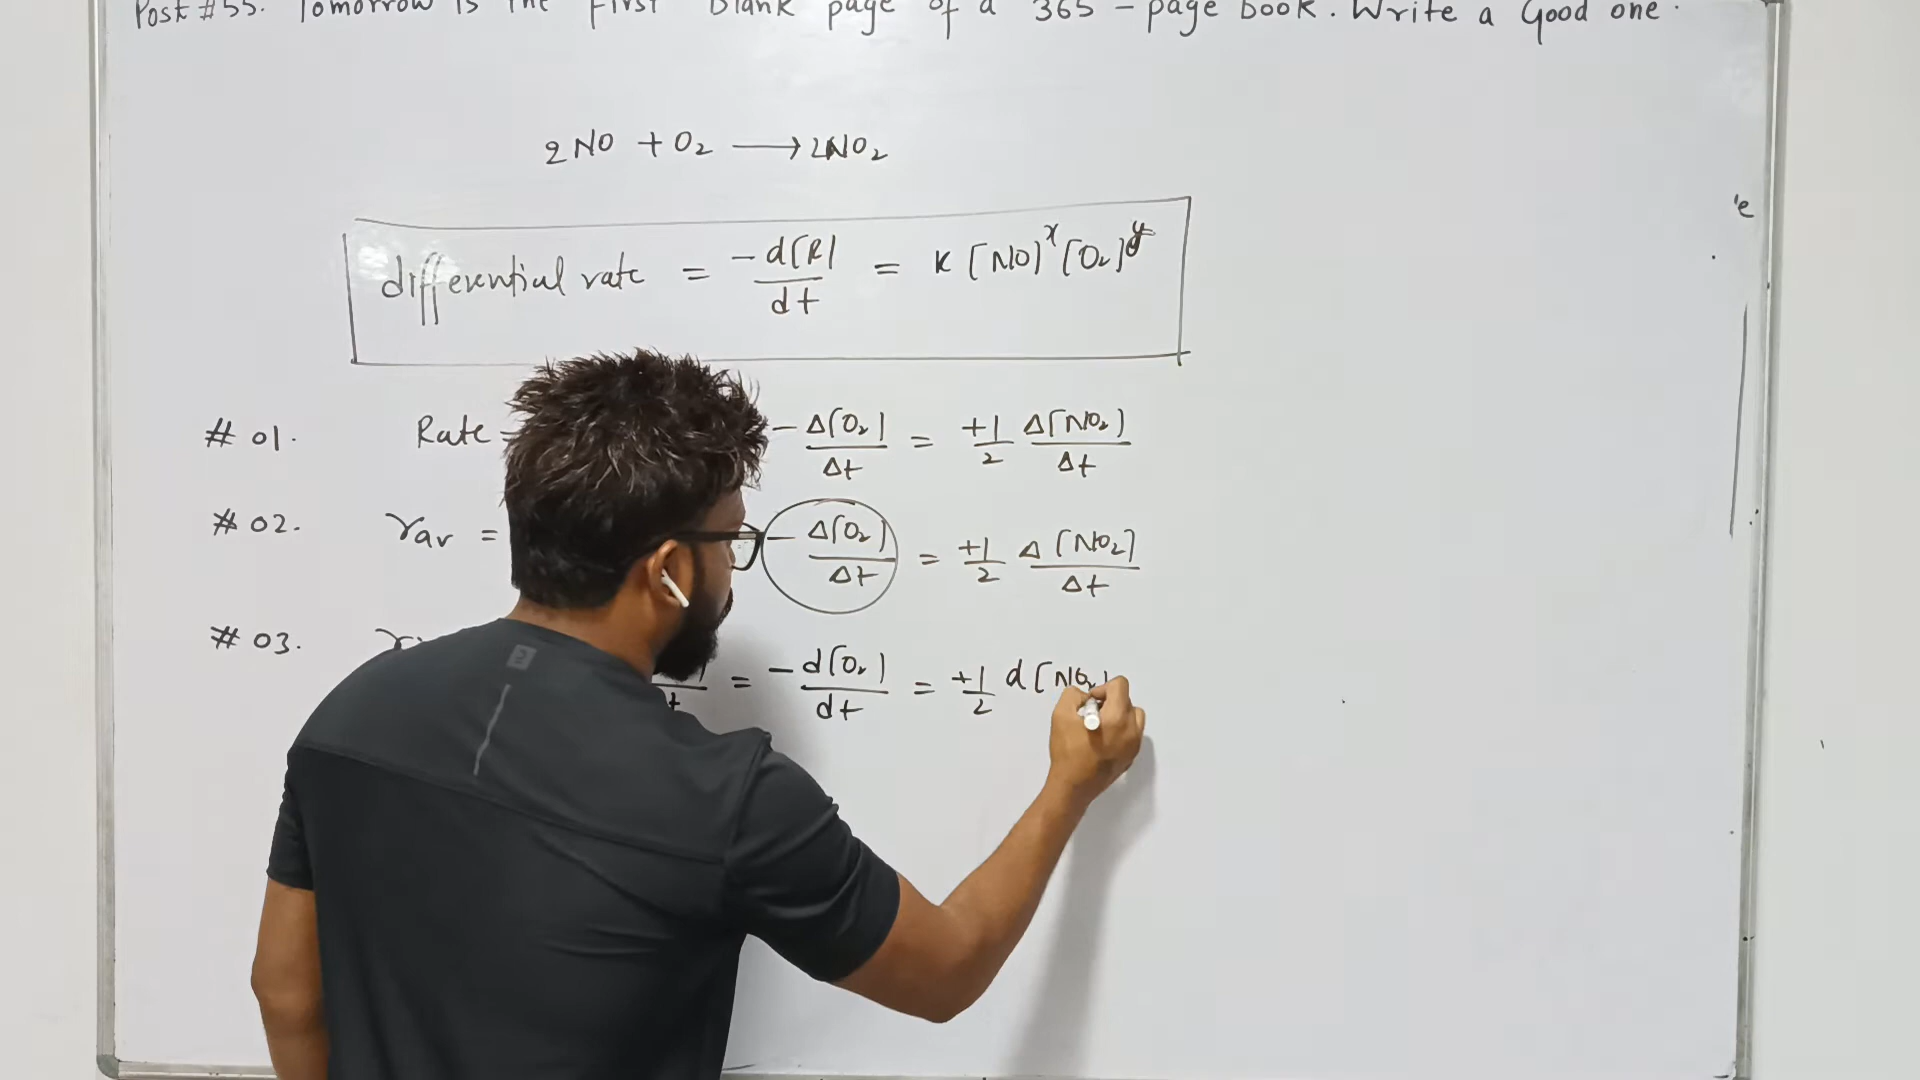 Post #55. Tomorrow is the first blank page of a 365-page book. Write a Good one.
2NO + O₂ ⟶ 2NO₂
differential rate = -d[R]/dt = K [NO]^x [O₂]^y
# 01. Rate = -Δ[O₂]/Δt = +1/2 Δ[NO₂]/Δt
# 02. rav = -Δ[O₂]/Δt = +1/2 Δ[NO₂]/Δt
# 03. = -d[O₂]/dt = +1/2 d[NO₂]